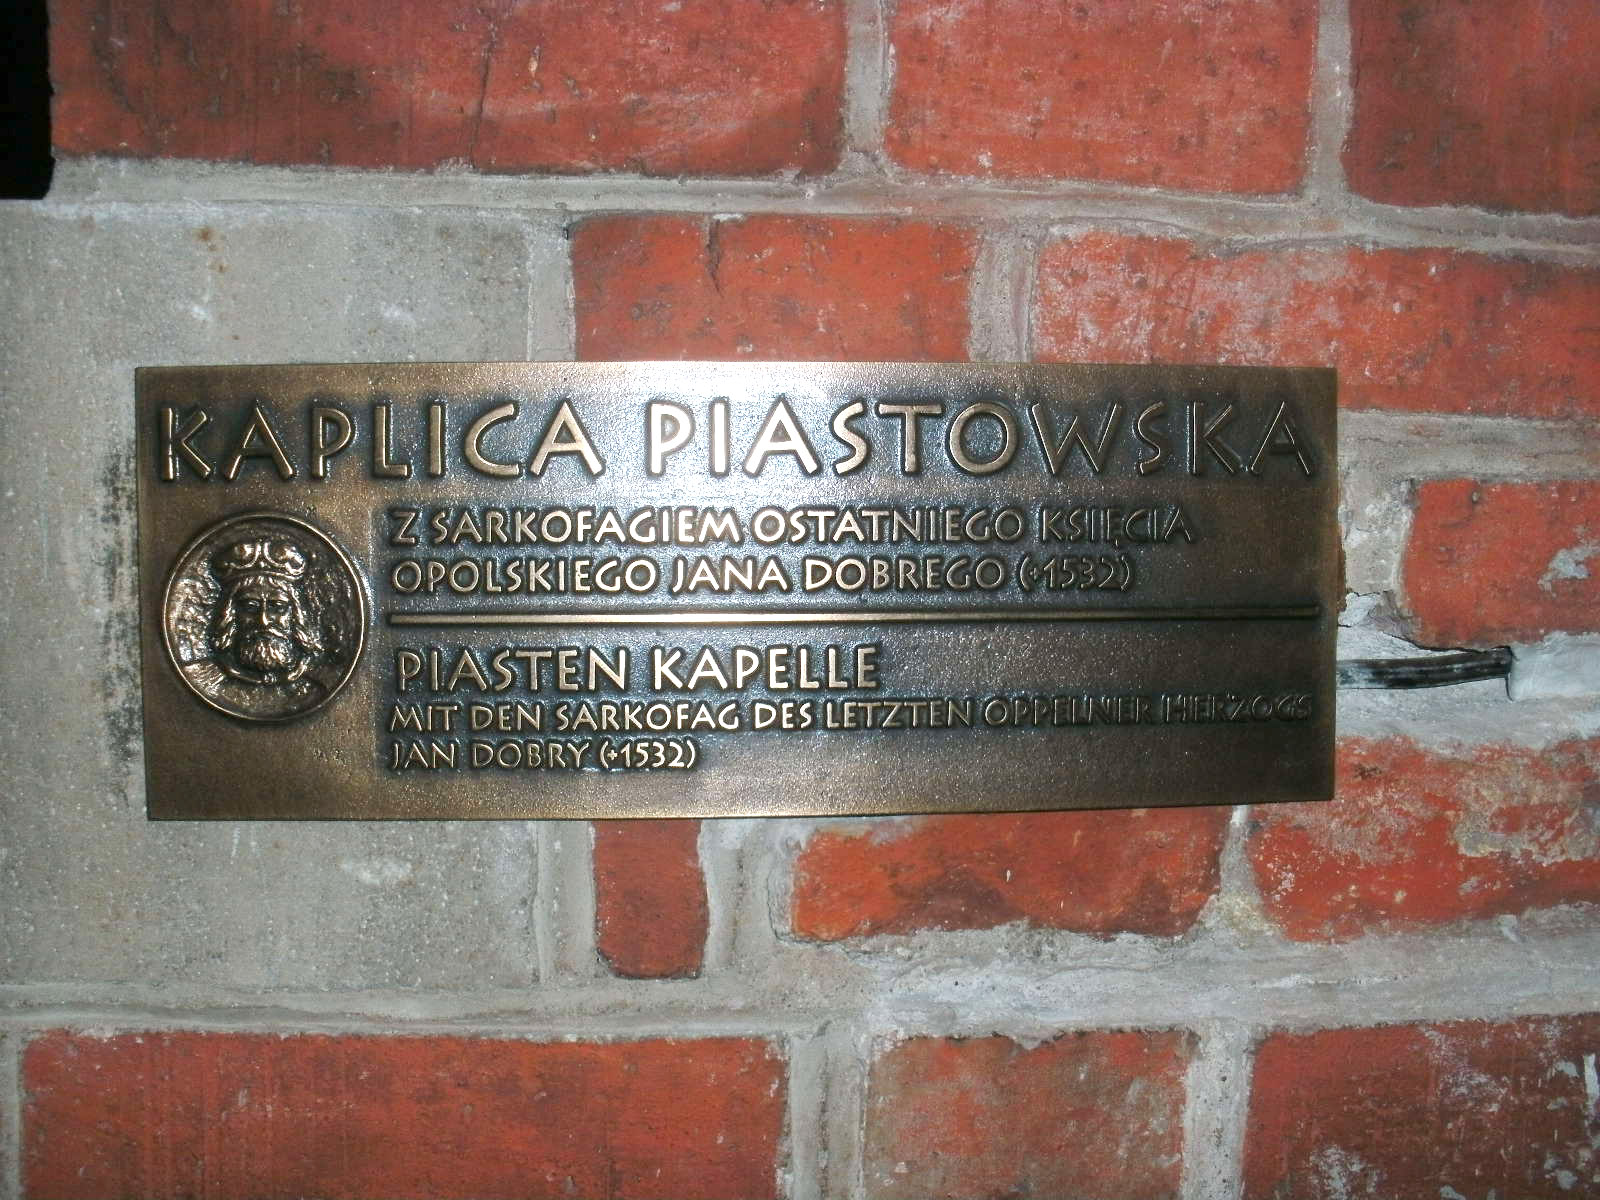 KAPLICA PIASTOWSKA
Z SARKOFAGIEM OSTATNIEGO KSIĘCIA
OPOLSKIEGO JANA DOBREGO (+1532)
PIASTEN KAPELLE
MIT DEN SARKOFAG DES LETZTEN OPPELNER HERZOGS
JAN DOBRY (+1532)